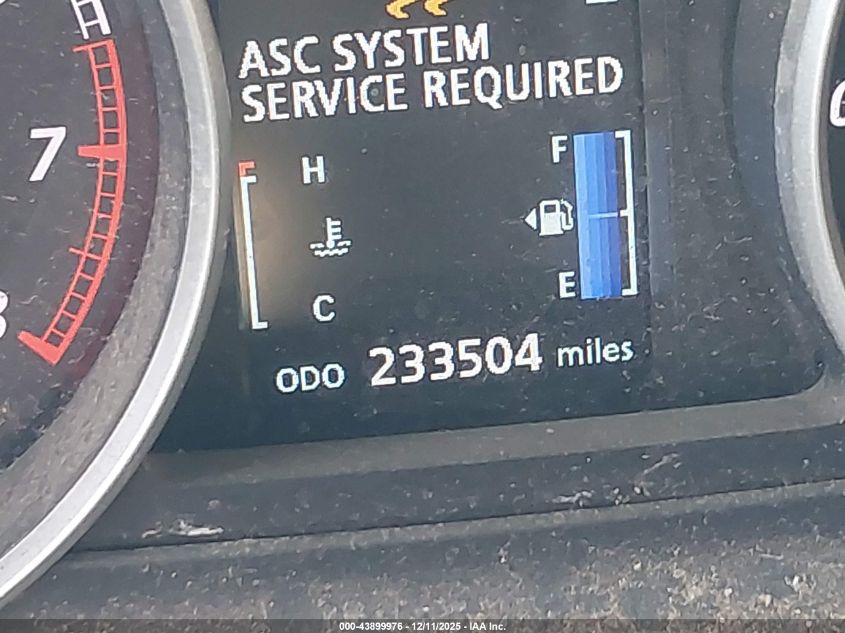 ASC SYSTEM
SERVICE REQUIRED
7
H
F
E
C
ODO 233504 miles
000-43899976 - 12/11/2025 - IAA Inc.